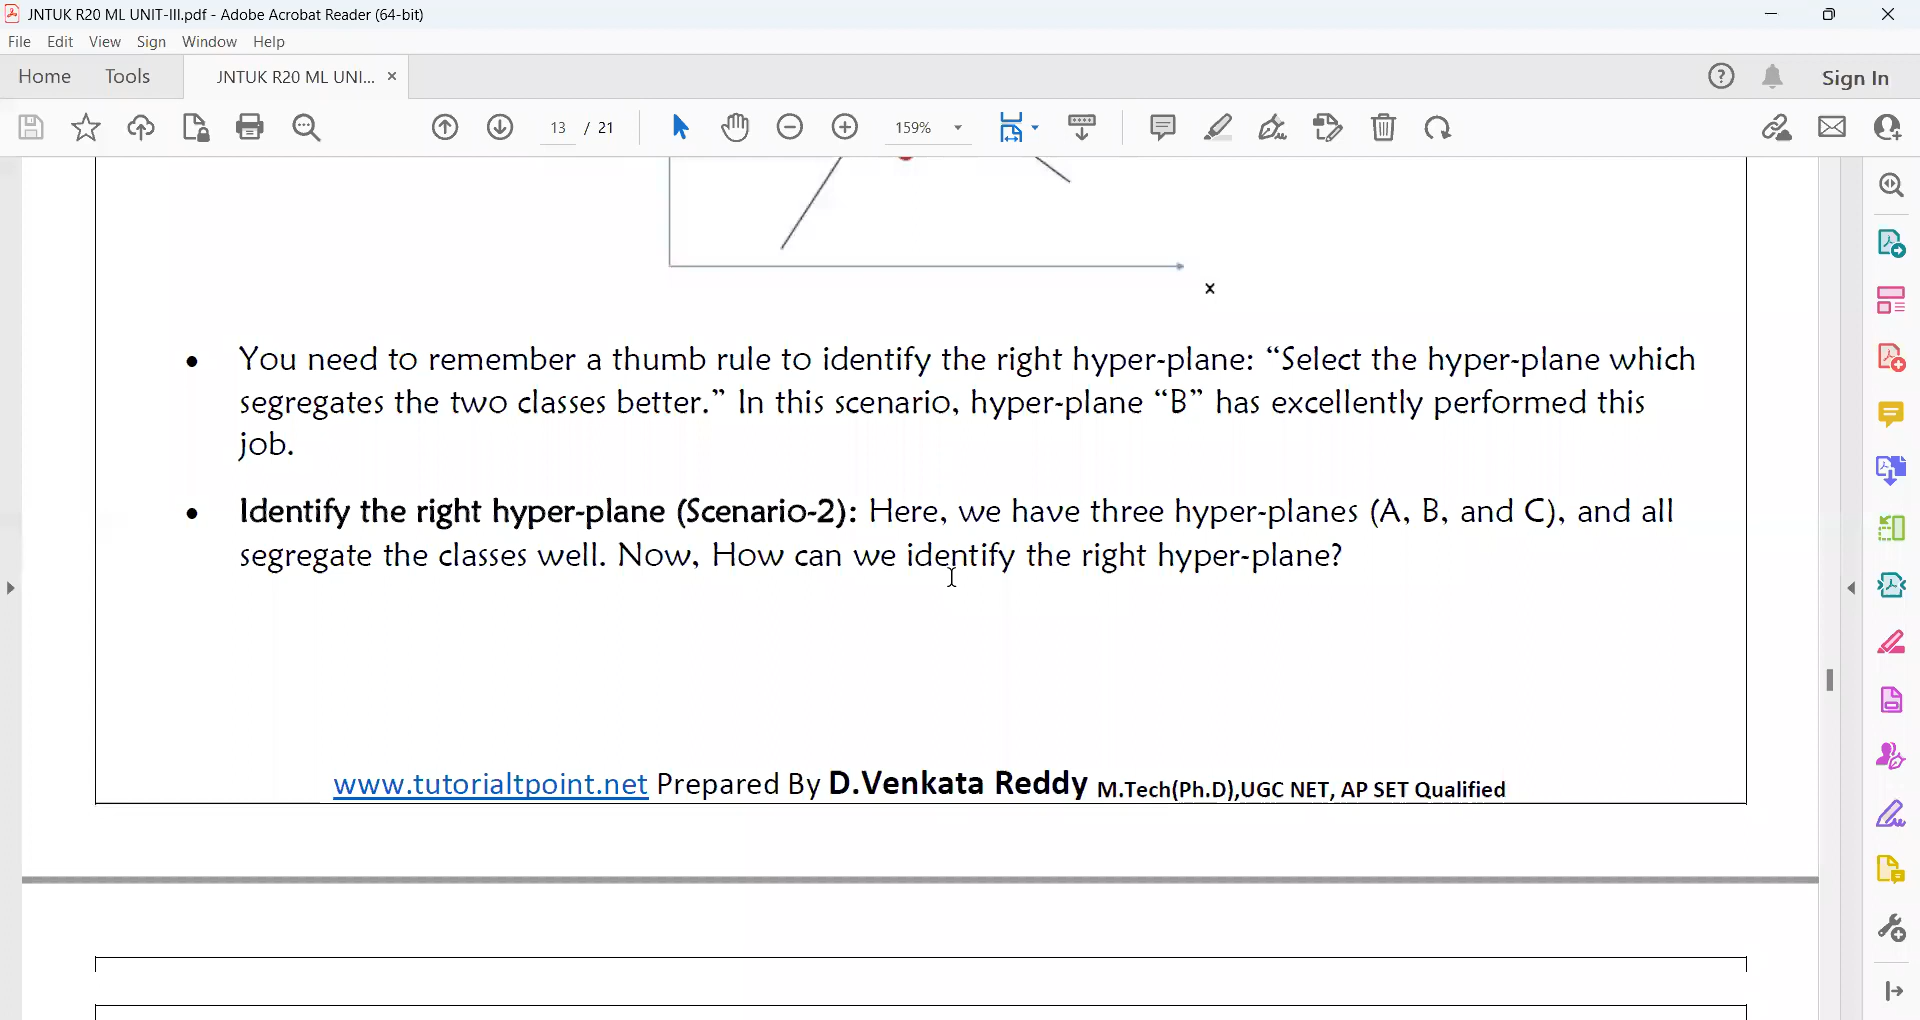 JNTUK R20 ML UNIT-III.pdf - Adobe Acrobat Reader (64-bit)
File Edit View Sign Window Help
Home Tools JNTUK R20 ML UNI... × Sign In
13 / 21 159%
x
• You need to remember a thumb rule to identify the right hyper-plane: “Select the hyper-plane which
segregates the two classes better.” In this scenario, hyper-plane “B” has excellently performed this
job.
• Identify the right hyper-plane (Scenario-2): Here, we have three hyper-planes (A, B, and C), and all
segregate the classes well. Now, How can we identify the right hyper-plane?
www.tutorialtpoint.net Prepared By D.Venkata Reddy M.Tech(Ph.D),UGC NET, AP SET Qualified